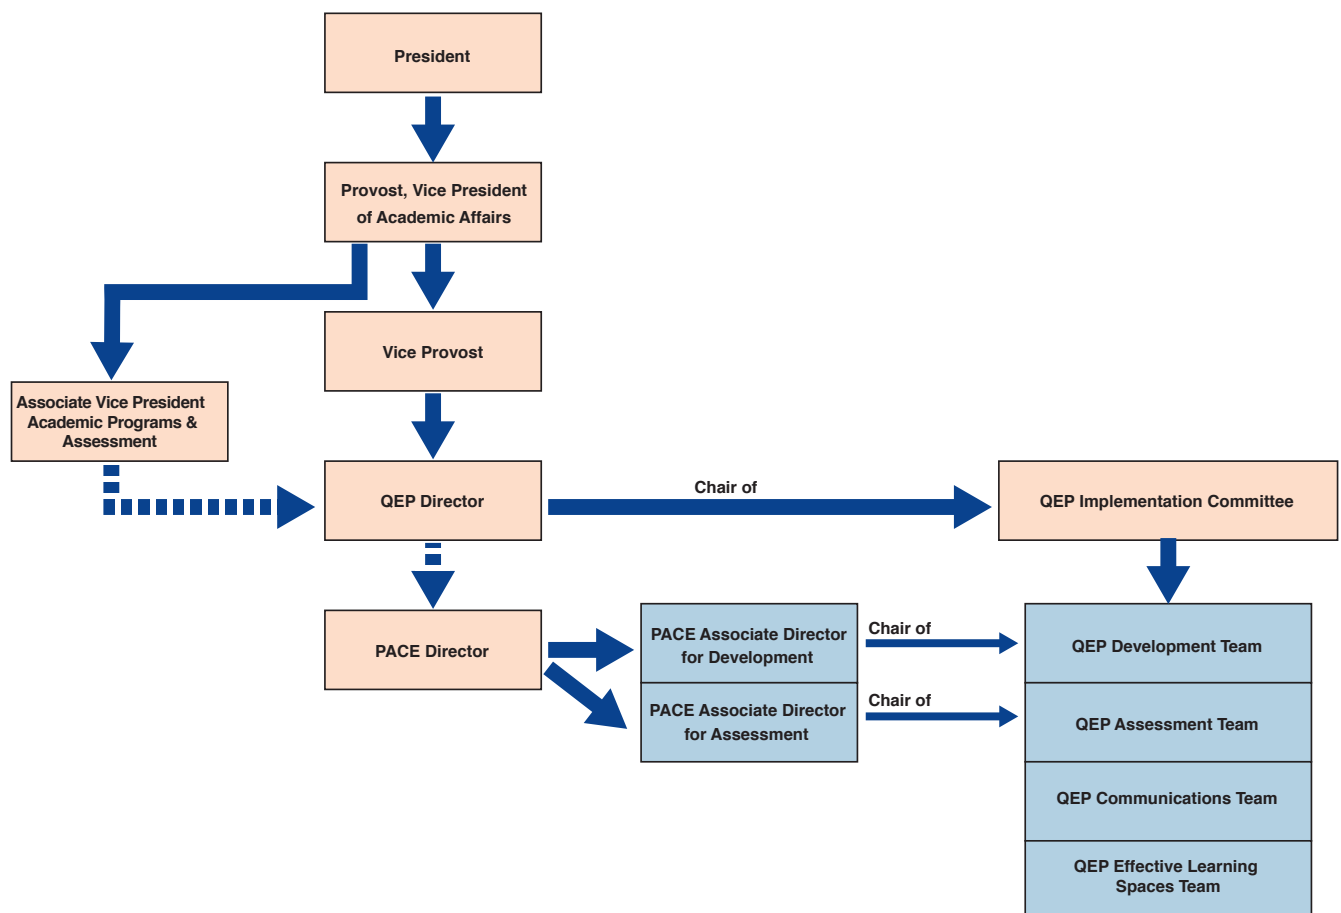 President
Provost, Vice President
of Academic Affairs
Vice Provost
Associate Vice President
Academic Programs &
Assessment
QEP Director
Chair of
QEP Implementation Committee
PACE Director
PACE Associate Director
for Development
Chair of
QEP Development Team
PACE Associate Director
for Assessment
Chair of
QEP Assessment Team
QEP Communications Team
QEP Effective Learning
Spaces Team